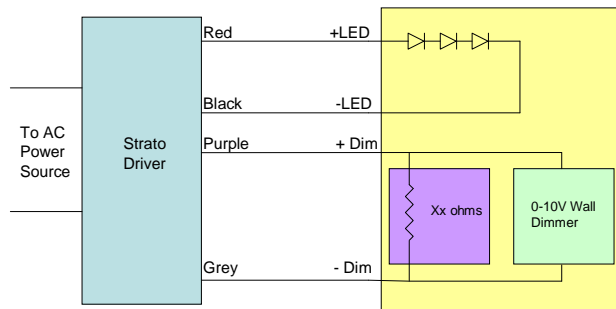 To AC
Power
Source
Strato
Driver
Red
+LED
Black
-LED
Purple
+ Dim
Xx ohms
0-10V Wall
Dimmer
Grey
- Dim